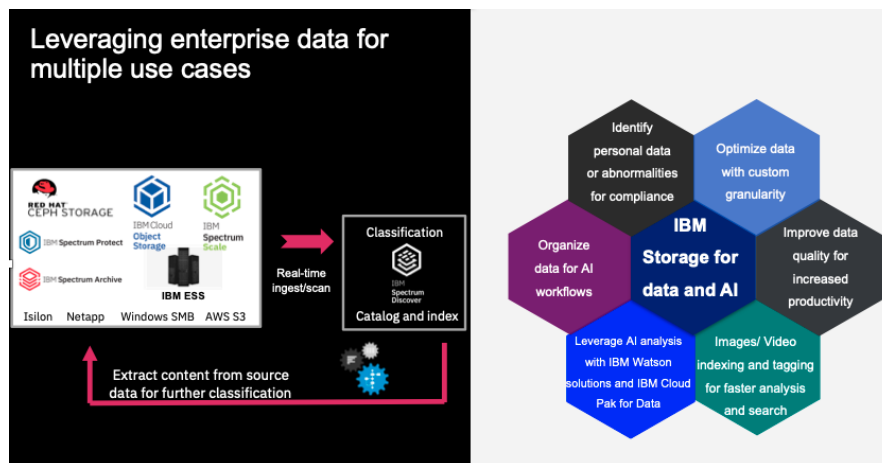 Leveraging enterprise data for
multiple use cases
RED HAT
CEPH STORAGE
IBM Cloud
Object
Storage
IBM
Spectrum
Scale
IBM Spectrum Protect
IBM Spectrum Archive
IBM ESS
Isilon Netapp Windows SMB AWS S3
Real-time
ingest/scan
Classification
IBM
Spectrum
Discover
Catalog and index
Extract content from source
data for further classification
Identify
personal data
or abnormalities
for compliance
Optimize data
with custom
granularity
Organize
data for AI
workflows
IBM
Storage for
data and AI
Improve data
quality for
increased
productivity
Leverage AI analysis
with IBM Watson
solutions and IBM Cloud
Pak for Data
Images/ Video
indexing and tagging
for faster analysis
and search